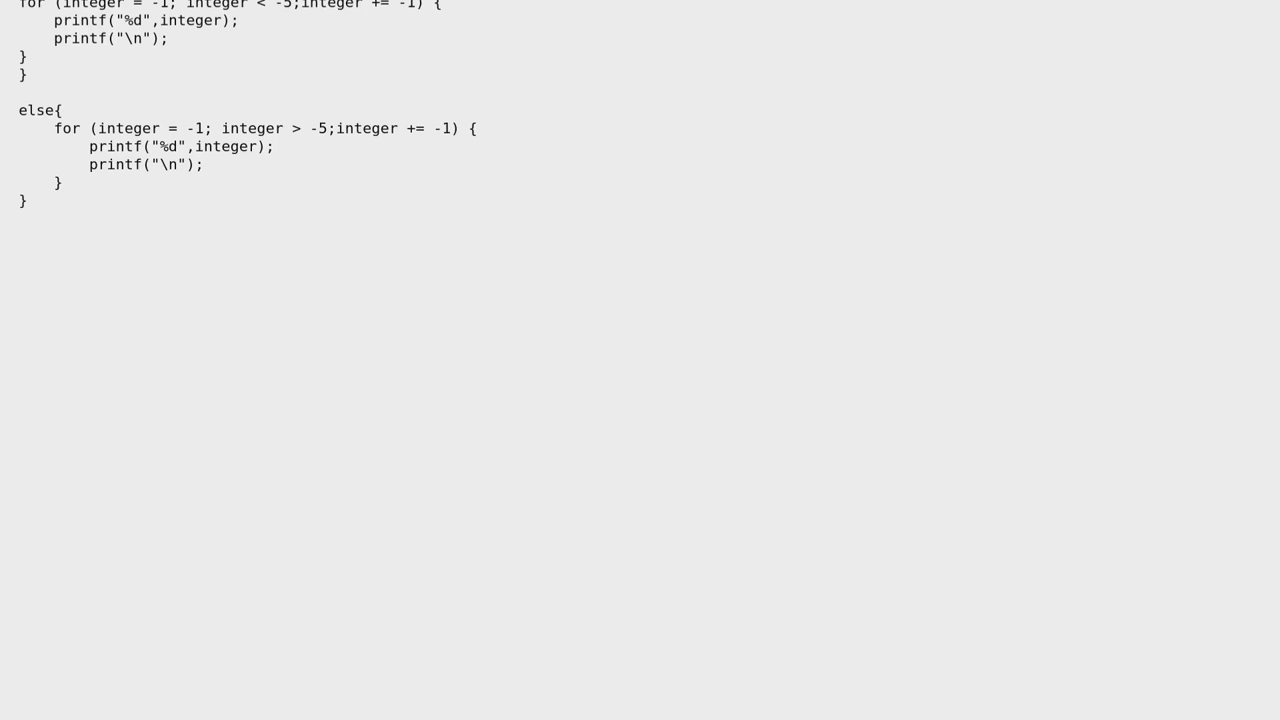 for (integer = -1; integer < -5;integer += -1) {
    printf("%d",integer);
    printf("\n");
}
}

else{
    for (integer = -1; integer > -5;integer += -1) {
        printf("%d",integer);
        printf("\n");
    }
}